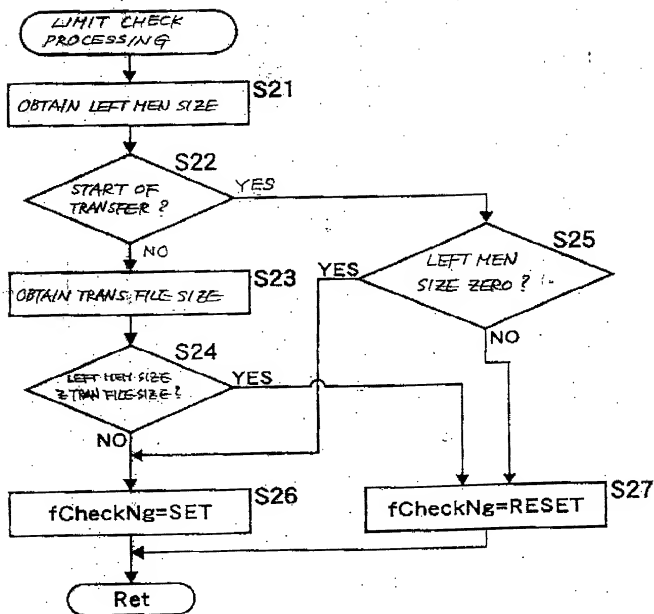 LIMIT CHECK
PROCESSING
S21
OBTAIN LEFT MEN SIZE
S22
START OF
TRANSFER?
YES
NO
S23
OBTAIN TRANS. FILE SIZE
S25
LEFT MEN
SIZE ZERO?
YES
NO
S24
LEFT MEN SIZE
≥ TRAN FILE SIZE?
YES
NO
S26
fCheckNg=SET
S27
fCheckNg=RESET
Ret